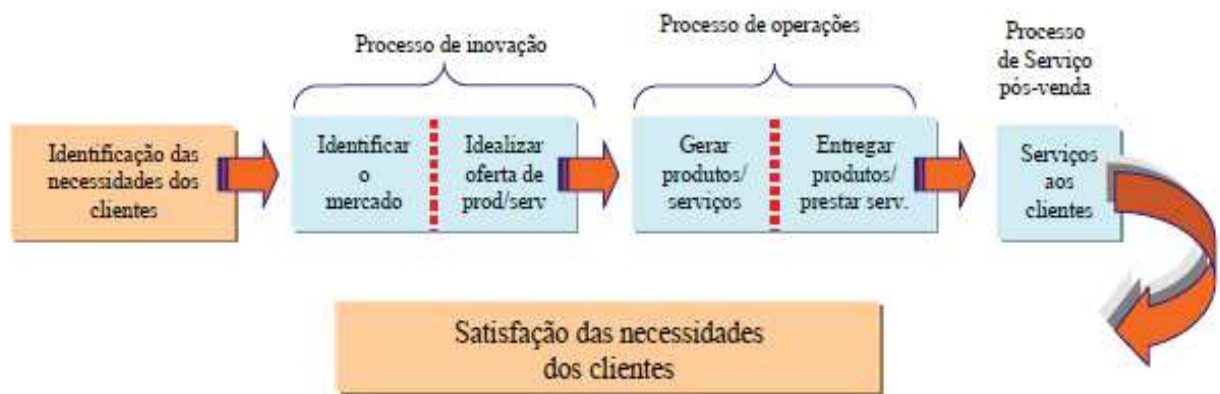 Processo de inovação
Processo de operações
Processo
de Serviço
pós-venda
Identificação das
necessidades dos
clientes
Identificar
o
mercado
Idealizar
oferta de
prod/serv
Gerar
produtos/
serviços
Entregar
produtos/
prestar serv.
Serviços
aos
clientes
Satisfação das necessidades
dos clientes